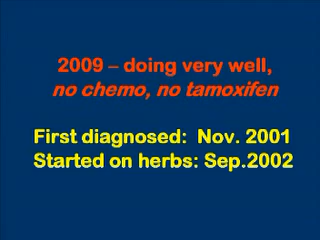 2009 – doing very well,
no chemo, no tamoxifen
First diagnosed: Nov. 2001
Started on herbs: Sep.2002